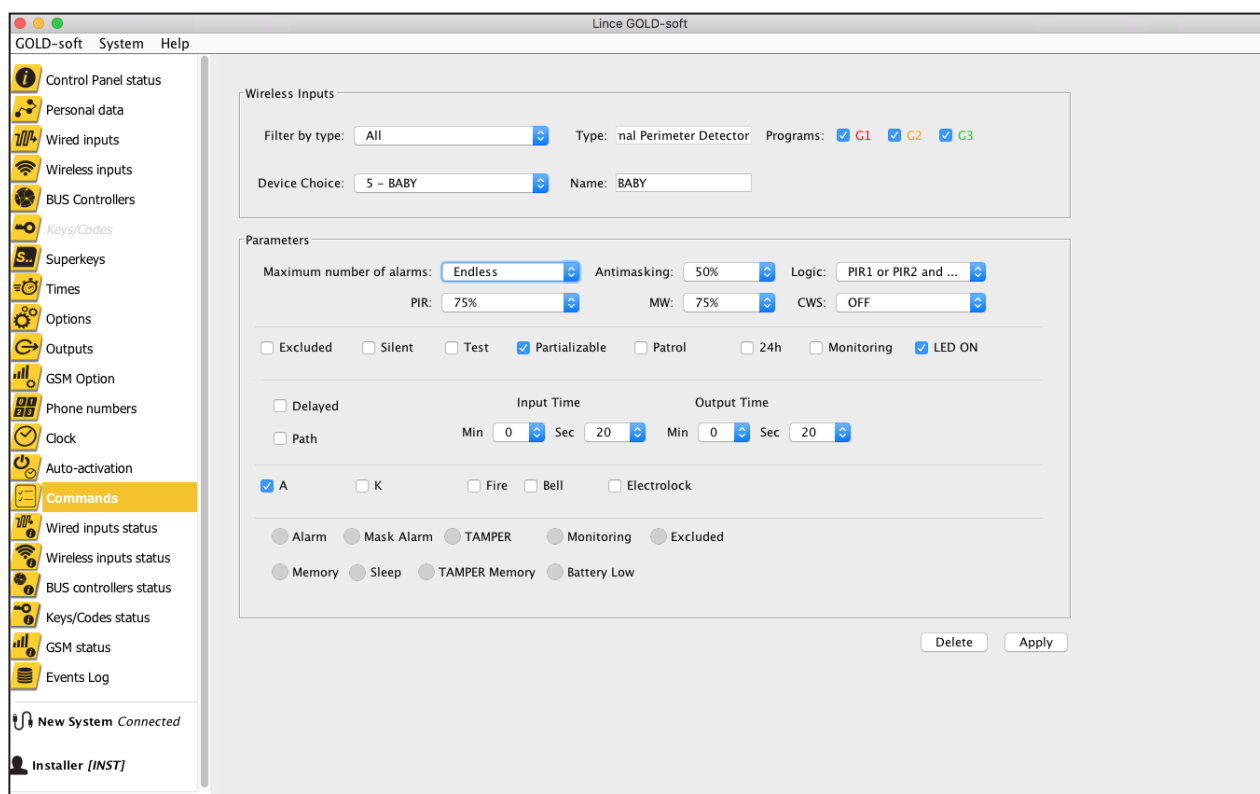 Lince GOLD-soft
GOLD-soft System Help
Control Panel status
Personal data
Wired inputs
Wireless inputs
BUS Controllers
Keys/Codes
Superkeys
Times
Options
Outputs
GSM Option
Phone numbers
Clock
Auto-activation
Commands
Wired inputs status
Wireless inputs status
BUS controllers status
Keys/Codes status
GSM status
Events Log
New System Connected
Installer [INST]
Wireless Inputs
Filter by type: All Type: nal Perimeter Detector Programs: G1 G2 G3
Device Choice: 5 – BABY Name: BABY
Parameters
Maximum number of alarms: Endless Antimasking: 50% Logic: PIR1 or PIR2 and ...
PIR: 75% MW: 75% CWS: OFF
Excluded Silent Test Partializable Patrol 24h Monitoring LED ON
Delayed Input Time Output Time
Path Min 0 Sec 20 Min 0 Sec 20
A K Fire Bell Electrolock
Alarm Mask Alarm TAMPER Monitoring Excluded
Memory Sleep TAMPER Memory Battery Low
Delete Apply